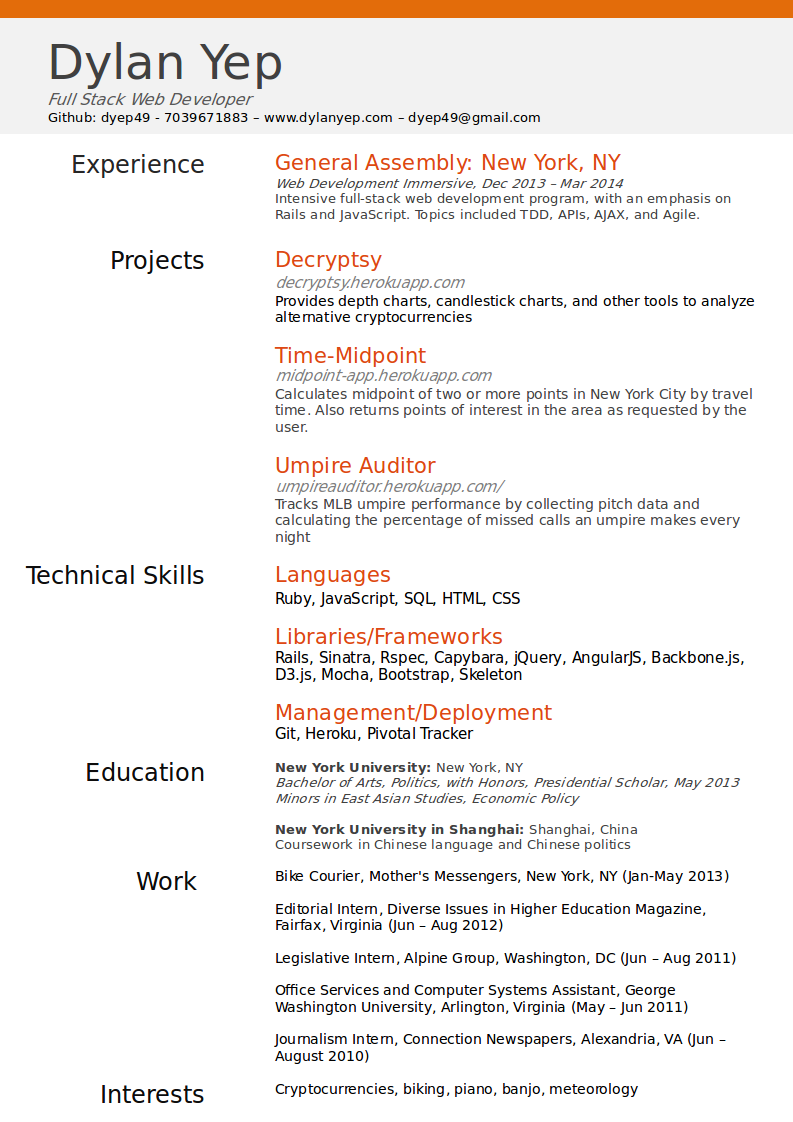 Dylan Yep
Full Stack Web Developer
Github: dyep49 - 7039671883 – www.dylanyep.com – dyep49@gmail.com
Experience
General Assembly: New York, NY
Web Development Immersive, Dec 2013 – Mar 2014
Intensive full-stack web development program, with an emphasis on
Rails and JavaScript. Topics included TDD, APIs, AJAX, and Agile.
Projects
Decryptsy
decryptsy.herokuapp.com
Provides depth charts, candlestick charts, and other tools to analyze
alternative cryptocurrencies
Time-Midpoint
midpoint-app.herokuapp.com
Calculates midpoint of two or more points in New York City by travel
time. Also returns points of interest in the area as requested by the
user.
Umpire Auditor
umpireauditor.herokuapp.com/
Tracks MLB umpire performance by collecting pitch data and
calculating the percentage of missed calls an umpire makes every
night
Technical Skills
Languages
Ruby, JavaScript, SQL, HTML, CSS
Libraries/Frameworks
Rails, Sinatra, Rspec, Capybara, jQuery, AngularJS, Backbone.js,
D3.js, Mocha, Bootstrap, Skeleton
Management/Deployment
Git, Heroku, Pivotal Tracker
Education
New York University: New York, NY
Bachelor of Arts, Politics, with Honors, Presidential Scholar, May 2013
Minors in East Asian Studies, Economic Policy
New York University in Shanghai: Shanghai, China
Coursework in Chinese language and Chinese politics
Work
Bike Courier, Mother's Messengers, New York, NY (Jan-May 2013)
Editorial Intern, Diverse Issues in Higher Education Magazine,
Fairfax, Virginia (Jun – Aug 2012)
Legislative Intern, Alpine Group, Washington, DC (Jun – Aug 2011)
Office Services and Computer Systems Assistant, George
Washington University, Arlington, Virginia (May – Jun 2011)
Journalism Intern, Connection Newspapers, Alexandria, VA (Jun –
August 2010)
Interests
Cryptocurrencies, biking, piano, banjo, meteorology